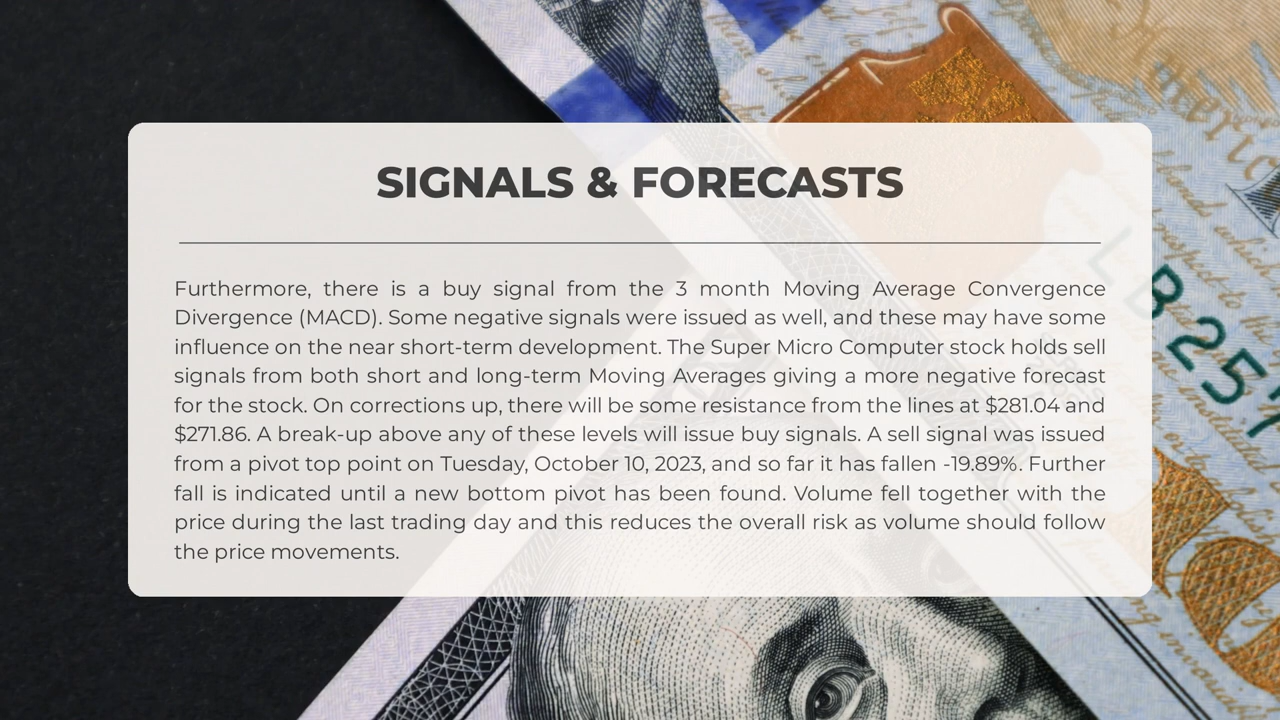 SIGNALS & FORECASTS
Furthermore, there is a buy signal from the 3 month Moving Average Convergence
Divergence (MACD). Some negative signals were issued as well, and these may have some
influence on the near short-term development. The Super Micro Computer stock holds sell
signals from both short and long-term Moving Averages giving a more negative forecast
for the stock. On corrections up, there will be some resistance from the lines at $281.04 and
$271.86. A break-up above any of these levels will issue buy signals. A sell signal was issued
from a pivot top point on Tuesday, October 10, 2023, and so far it has fallen -19.89%. Further
fall is indicated until a new bottom pivot has been found. Volume fell together with the
price during the last trading day and this reduces the overall risk as volume should follow
the price movements.
LB257